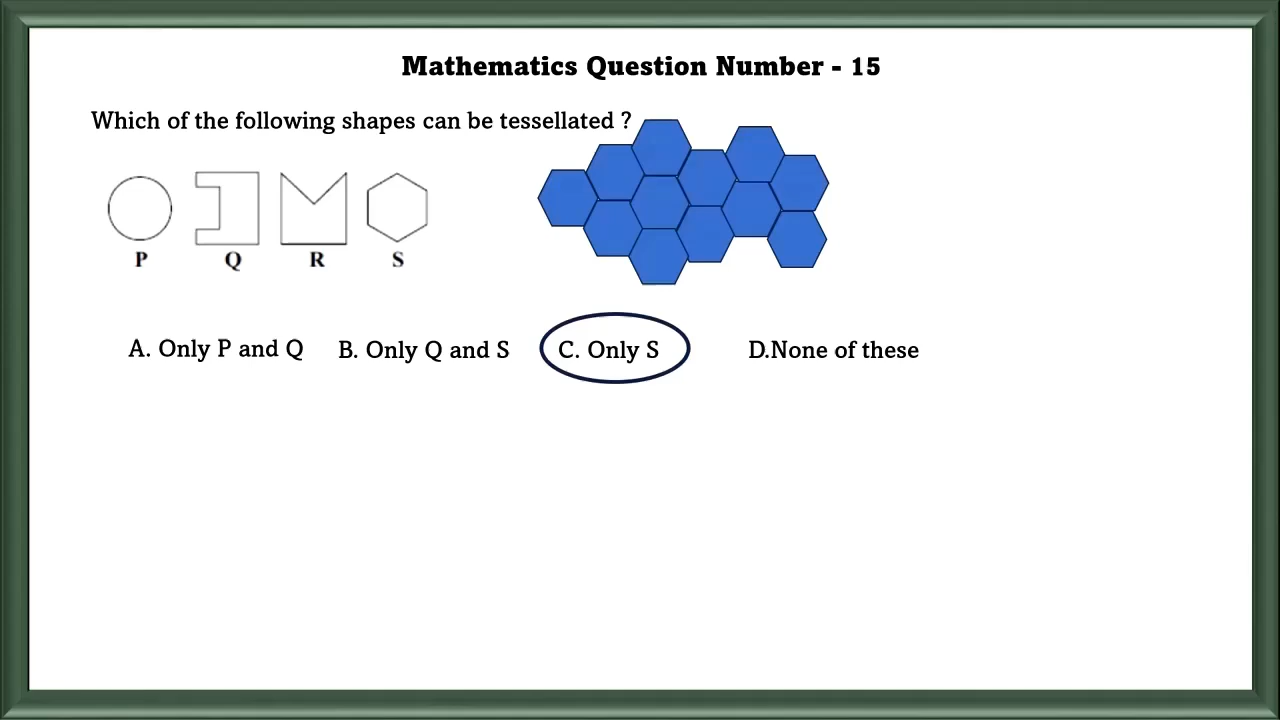 Mathematics Question Number - 15
Which of the following shapes can be tessellated ?
P Q R S
A. Only P and Q B. Only Q and S C. Only S D.None of these